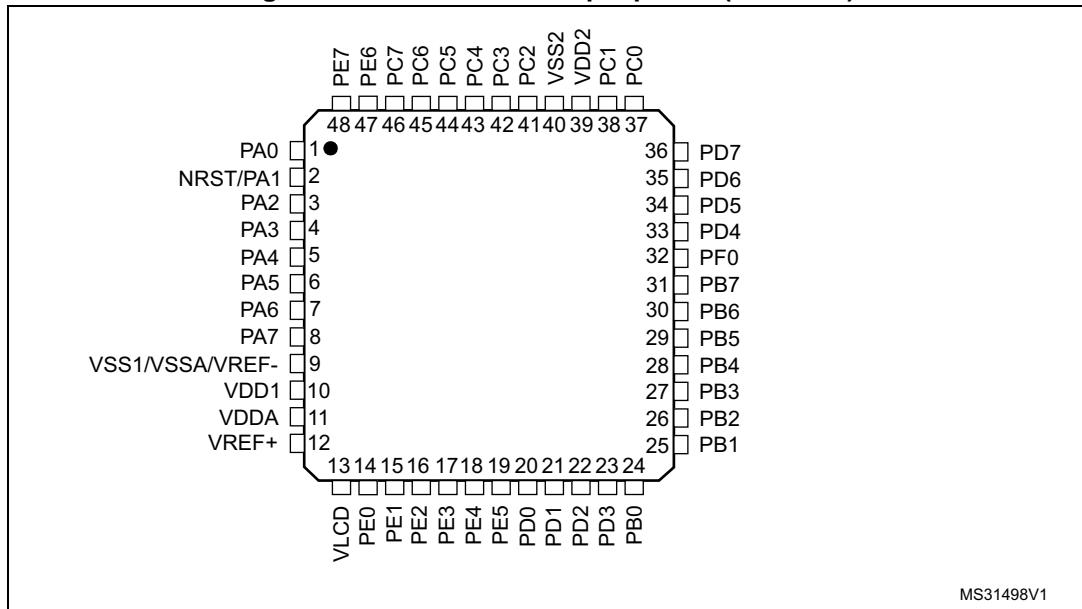 PE7
PE6
PC7
PC6
PC5
PC4
PC3
PC2
VSS2
VDD2
PC1
PC0
48 47 46 45 44 43 42 41 40 39 38 37
PA0 1 36 PD7
NRST/PA1 2 35 PD6
PA2 3 34 PD5
PA3 4 33 PD4
PA4 5 32 PF0
PA5 6 31 PB7
PA6 7 30 PB6
PA7 8 29 PB5
VSS1/VSSA/VREF- 9 28 PB4
VDD1 10 27 PB3
VDDA 11 26 PB2
VREF+ 12 25 PB1
13 14 15 16 17 18 19 20 21 22 23 24
VLCD
PE0
PE1
PE2
PE3
PE4
PE5
PD0
PD1
PD2
PD3
PB0
MS31498V1